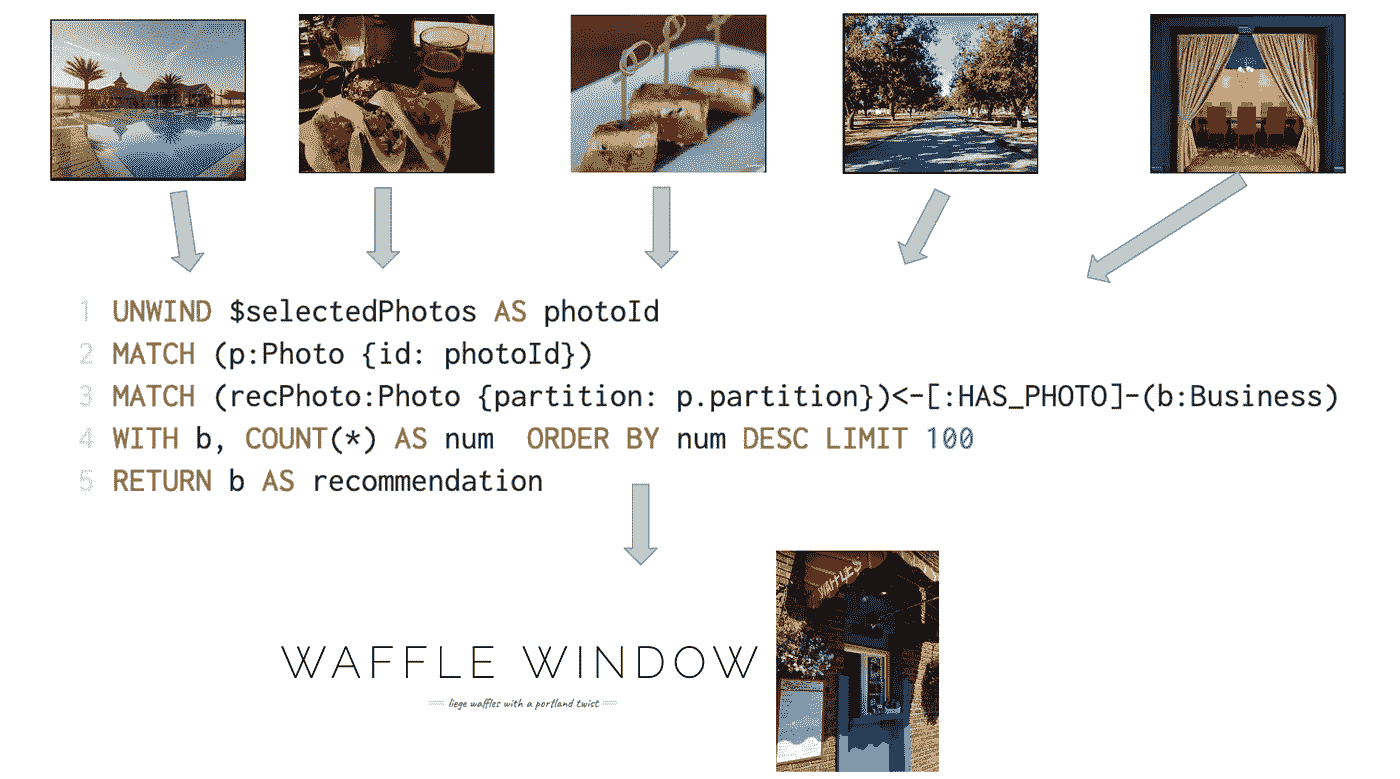 1 UNWIND $selectedPhotos AS photoId
2 MATCH (p:Photo {id: photoId})
3 MATCH (recPhoto:Photo {partition: p.partition})<-[:HAS_PHOTO]-(b:Business)
4 WITH b, COUNT(*) AS num  ORDER BY num DESC LIMIT 100
5 RETURN b AS recommendation
WAFFLES
WAFFLE WINDOW
liege waffles with a portland twist